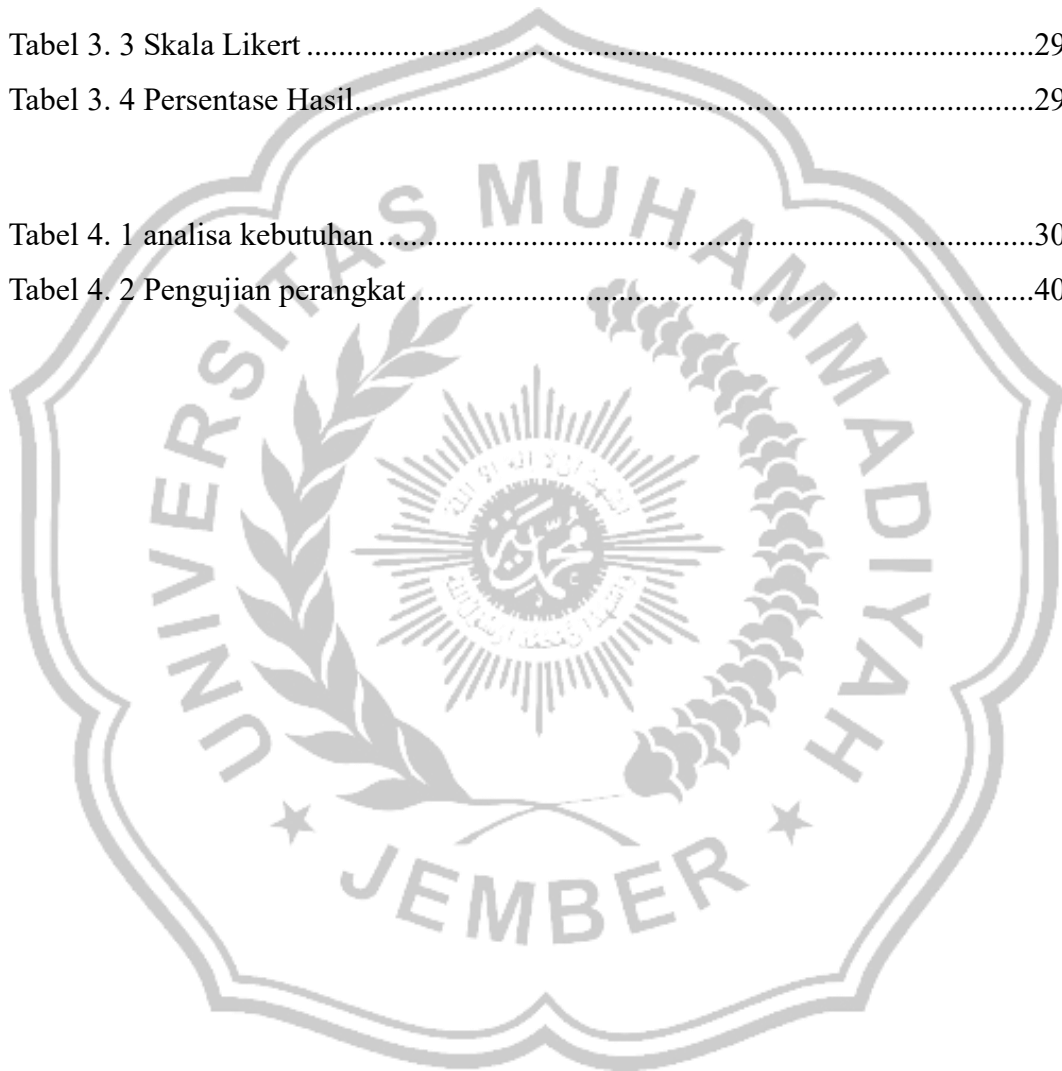 Tabel 3. 3 Skala Likert ..........................................................................................29
Tabel 3. 4 Persentase Hasil....................................................................................29
Tabel 4. 1 analisa kebutuhan .................................................................................30
Tabel 4. 2 Pengujian perangkat .............................................................................40
UNIVERSITAS MUHAMMADIYAH
JEMBER